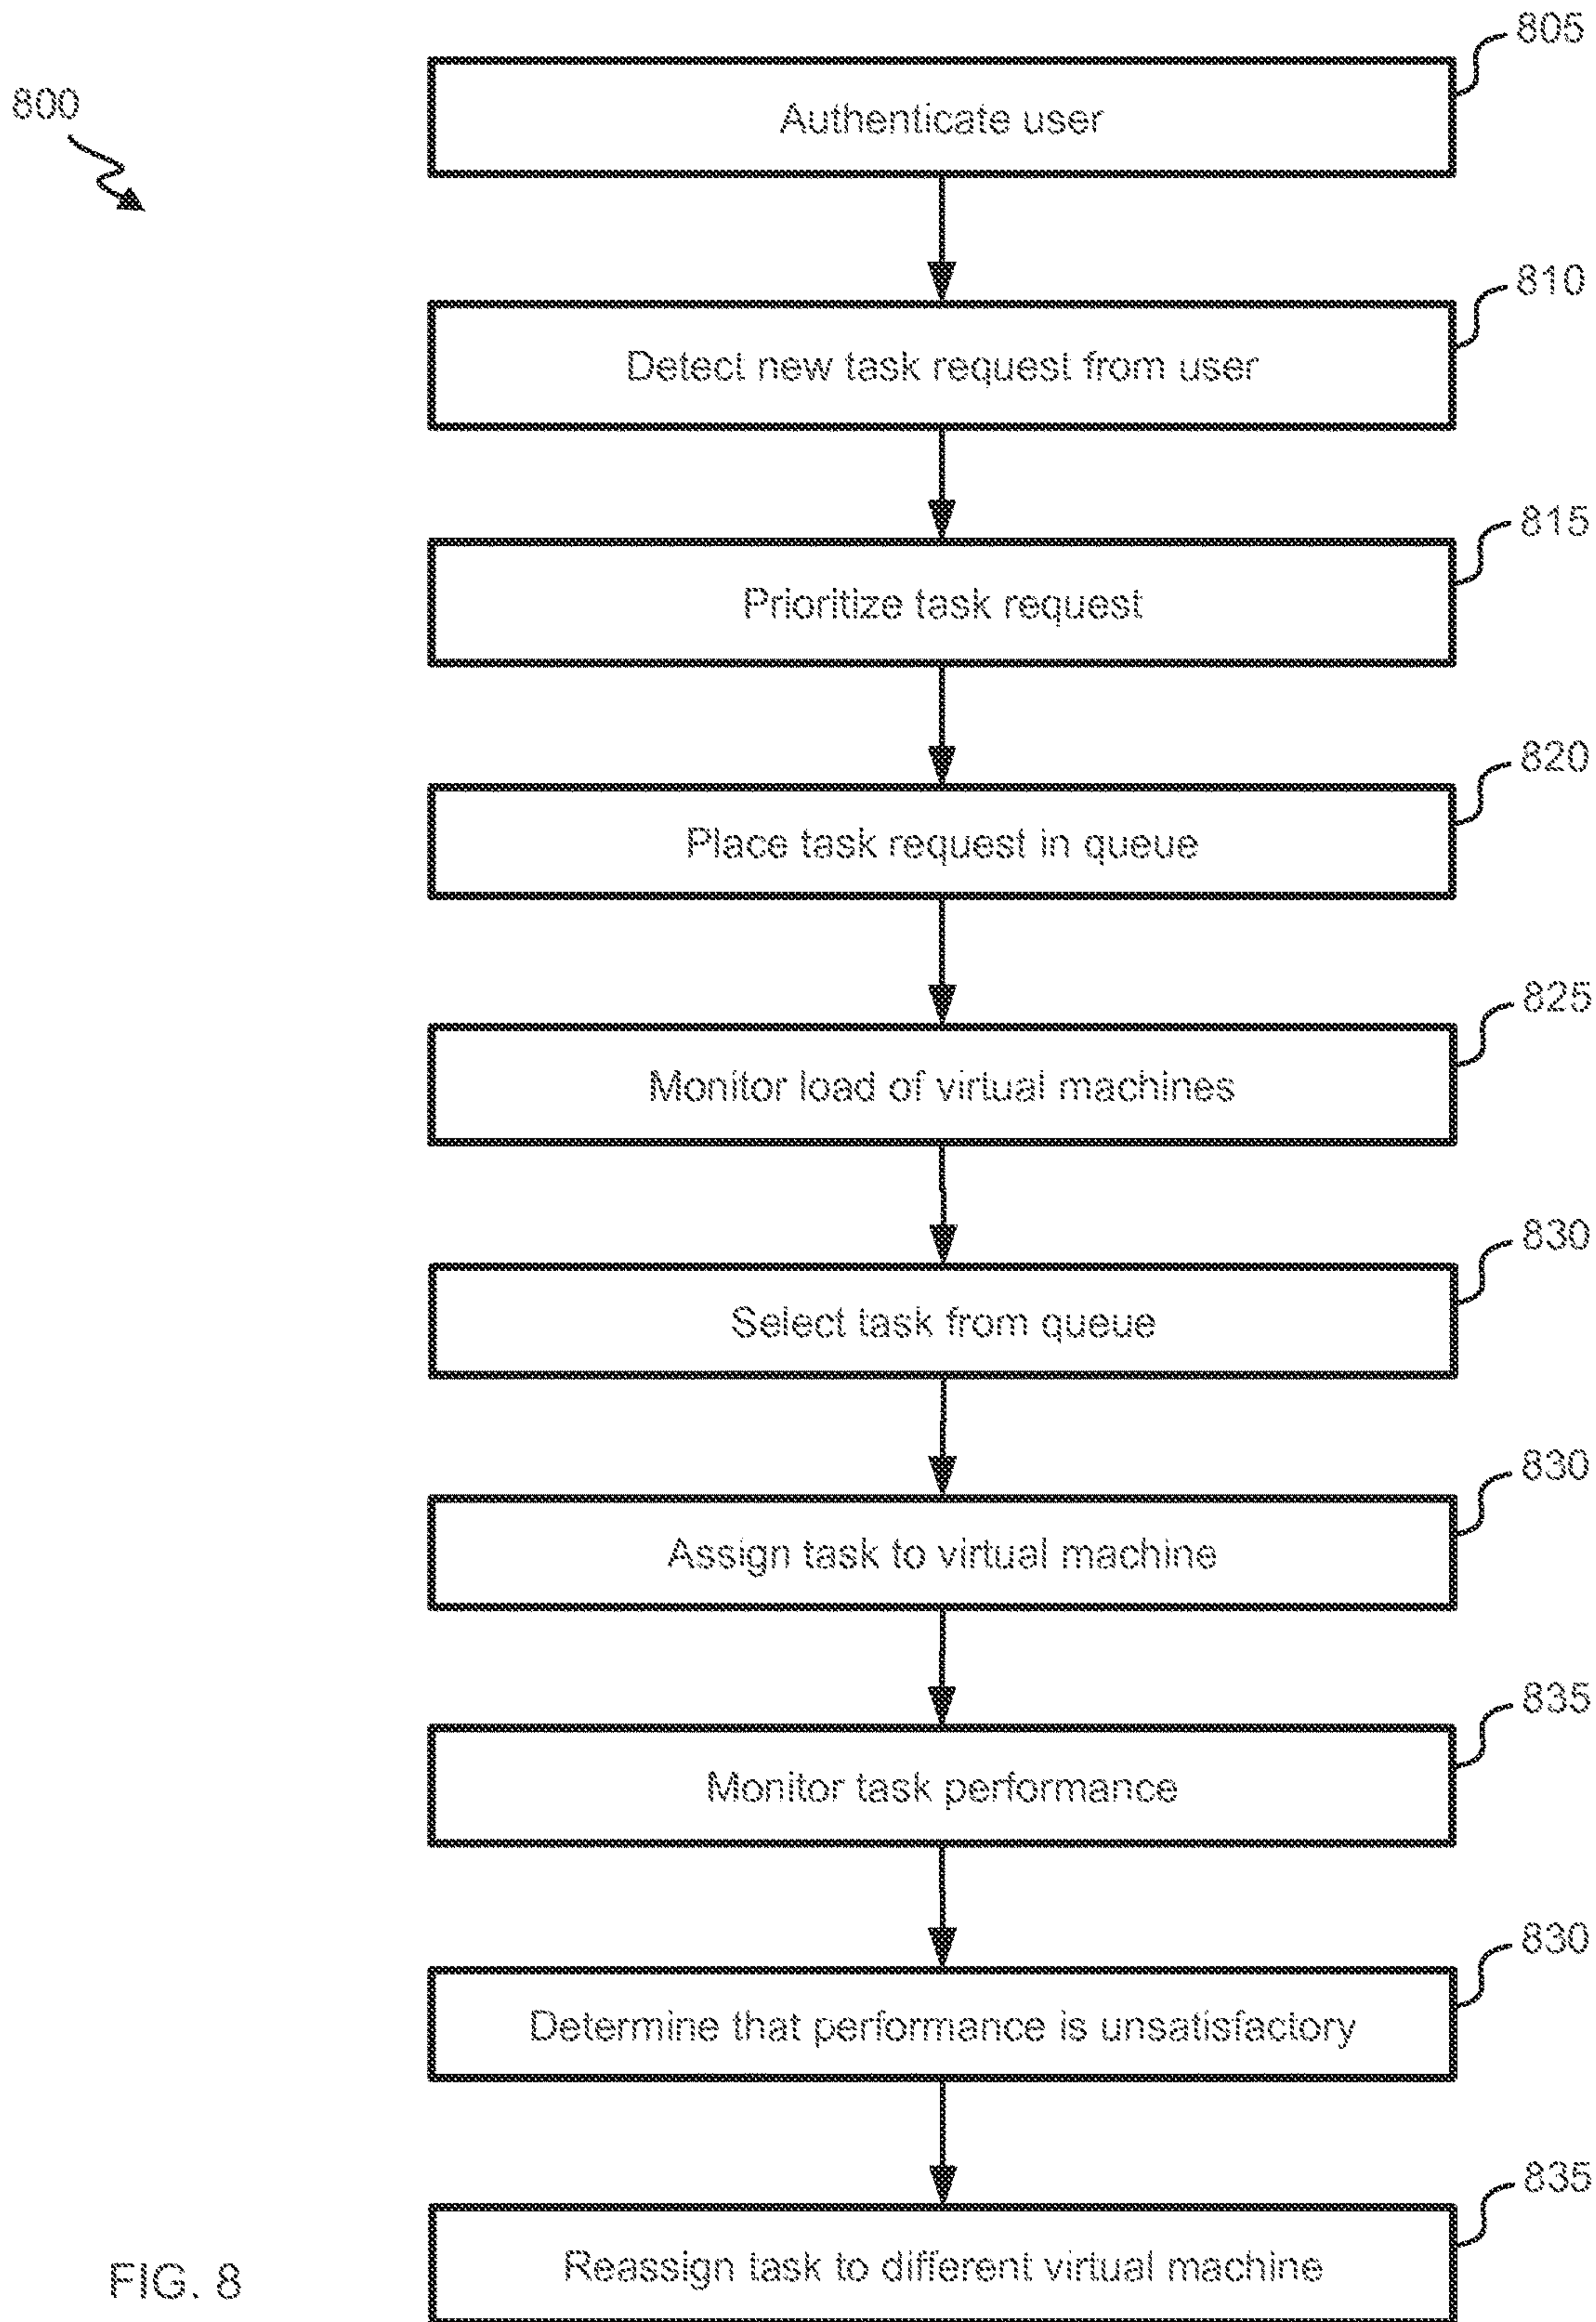 805
800
Authenticate user
810
Detect new task request from user
815
Prioritize task request
820
Place task request in queue
825
Monitor load of virtual machines
830
Select task from queue
830
Assign task to virtual machine
835
Monitor task performance
830
Determine that performance is unsatisfactory
835
Reassign task to different virtual machine
FIG. 8